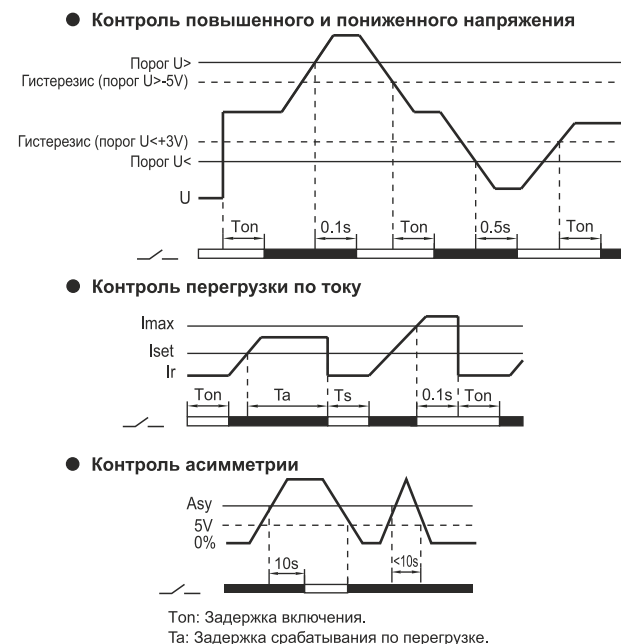 ● Контроль повышенного и пониженного напряжения
Порог U>
Гистерезис (порог U>-5V)
Гистерезис (порог U<+3V)
Порог U<
U
Ton 0.1s Ton 0.5s Ton
● Контроль перегрузки по току
Imax
Iset
Ir
Ton Ta Ts 0.1s Ton
● Контроль асимметрии
Asy
5V
0%
10s <10s
Ton: Задержка включения.
Ta: Задержка срабатывания по перегрузке.